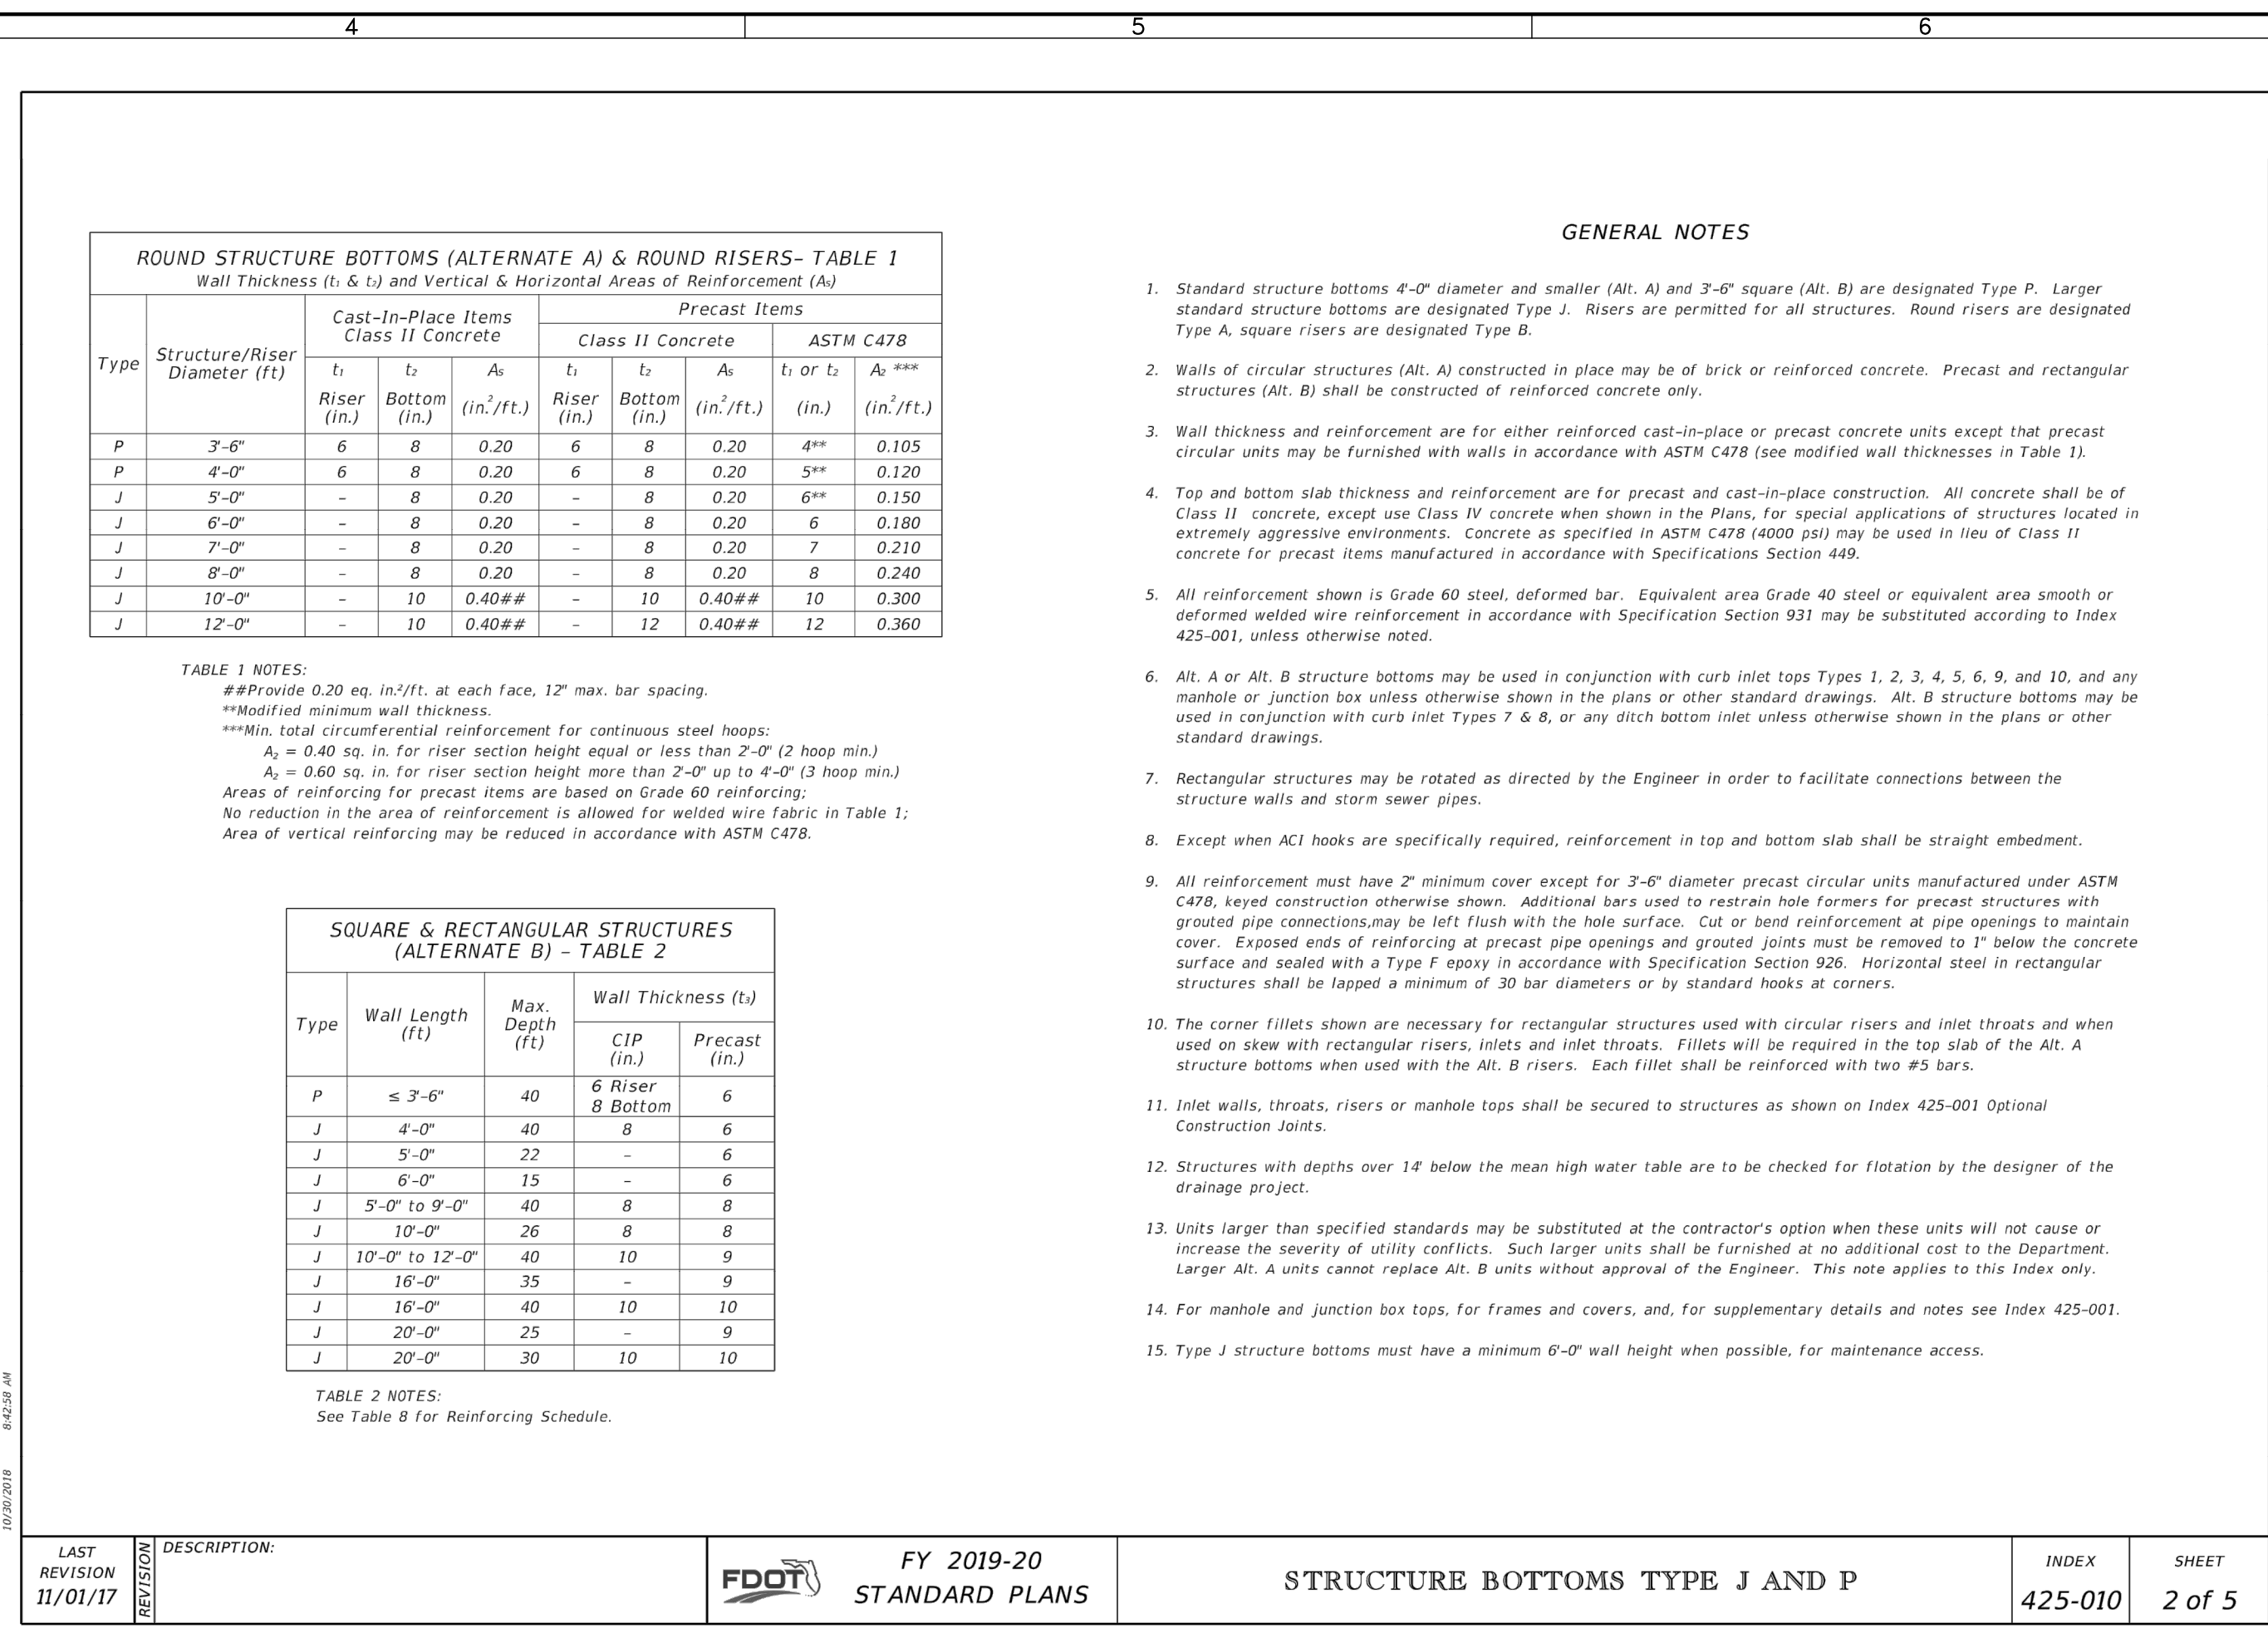 4 5 6
ROUND STRUCTURE BOTTOMS (ALTERNATE A) & ROUND RISERS– TABLE 1
Wall Thickness (t₁ & t₂) and Vertical & Horizontal Areas of Reinforcement (Aₛ)
Type
Structure/Riser
Diameter (ft)
Cast–In–Place Items
Class II Concrete
Precast Items
Class II Concrete ASTM C478
t₁ t₂ Aₛ t₁ t₂ Aₛ t₁ or t₂ A₂ ***
Riser Bottom (in.²/ft.) Riser Bottom (in.²/ft.) (in.) (in.²/ft.)
(in.) (in.) (in.) (in.)
P 3'–6" 6 8 0.20 6 8 0.20 4** 0.105
P 4'–0" 6 8 0.20 6 8 0.20 5** 0.120
J 5'–0" – 8 0.20 – 8 0.20 6** 0.150
J 6'–0" – 8 0.20 – 8 0.20 6 0.180
J 7'–0" – 8 0.20 – 8 0.20 7 0.210
J 8'–0" – 8 0.20 – 8 0.20 8 0.240
J 10'–0" – 10 0.40## – 10 0.40## 10 0.300
J 12'–0" – 10 0.40## – 12 0.40## 12 0.360
TABLE 1 NOTES:
##Provide 0.20 eq. in.²/ft. at each face, 12" max. bar spacing.
**Modified minimum wall thickness.
***Min. total circumferential reinforcement for continuous steel hoops:
A₂ = 0.40 sq. in. for riser section height equal or less than 2'–0" (2 hoop min.)
A₂ = 0.60 sq. in. for riser section height more than 2'–0" up to 4'–0" (3 hoop min.)
Areas of reinforcing for precast items are based on Grade 60 reinforcing;
No reduction in the area of reinforcement is allowed for welded wire fabric in Table 1;
Area of vertical reinforcing may be reduced in accordance with ASTM C478.
SQUARE & RECTANGULAR STRUCTURES
(ALTERNATE B) – TABLE 2
Type
Wall Length
(ft)
Max.
Depth
(ft)
Wall Thickness (t₃)
CIP Precast
(in.) (in.)
P ≤ 3'–6" 40 6 Riser 8 Bottom 6
J 4'–0" 40 8 6
J 5'–0" 22 – 6
J 6'–0" 15 – 6
J 5'–0" to 9'–0" 40 8 8
J 10'–0" 26 8 8
J 10'–0" to 12'–0" 40 10 9
J 16'–0" 35 – 9
J 16'–0" 40 10 10
J 20'–0" 25 – 9
J 20'–0" 30 10 10
TABLE 2 NOTES:
See Table 8 for Reinforcing Schedule.
GENERAL NOTES
1. Standard structure bottoms 4'–0" diameter and smaller (Alt. A) and 3'–6" square (Alt. B) are designated Type P. Larger
standard structure bottoms are designated Type J. Risers are permitted for all structures. Round risers are designated
Type A, square risers are designated Type B.
2. Walls of circular structures (Alt. A) constructed in place may be of brick or reinforced concrete. Precast and rectangular
structures (Alt. B) shall be constructed of reinforced concrete only.
3. Wall thickness and reinforcement are for either reinforced cast–in–place or precast concrete units except that precast
circular units may be furnished with walls in accordance with ASTM C478 (see modified wall thicknesses in Table 1).
4. Top and bottom slab thickness and reinforcement are for precast and cast–in–place construction. All concrete shall be of
Class II concrete, except use Class IV concrete when shown in the Plans, for special applications of structures located in
extremely aggressive environments. Concrete as specified in ASTM C478 (4000 psi) may be used in lieu of Class II
concrete for precast items manufactured in accordance with Specifications Section 449.
5. All reinforcement shown is Grade 60 steel, deformed bar. Equivalent area Grade 40 steel or equivalent area smooth or
deformed welded wire reinforcement in accordance with Specification Section 931 may be substituted according to Index
425–001, unless otherwise noted.
6. Alt. A or Alt. B structure bottoms may be used in conjunction with curb inlet tops Types 1, 2, 3, 4, 5, 6, 9, and 10, and any
manhole or junction box unless otherwise shown in the plans or other standard drawings. Alt. B structure bottoms may be
used in conjunction with curb inlet Types 7 & 8, or any ditch bottom inlet unless otherwise shown in the plans or other
standard drawings.
7. Rectangular structures may be rotated as directed by the Engineer in order to facilitate connections between the
structure walls and storm sewer pipes.
8. Except when ACI hooks are specifically required, reinforcement in top and bottom slab shall be straight embedment.
9. All reinforcement must have 2" minimum cover except for 3'–6" diameter precast circular units manufactured under ASTM
C478, keyed construction otherwise shown. Additional bars used to restrain hole formers for precast structures with
grouted pipe connections,may be left flush with the hole surface. Cut or bend reinforcement at pipe openings to maintain
cover. Exposed ends of reinforcing at precast pipe openings and grouted joints must be removed to 1" below the concrete
surface and sealed with a Type F epoxy in accordance with Specification Section 926. Horizontal steel in rectangular
structures shall be lapped a minimum of 30 bar diameters or by standard hooks at corners.
10. The corner fillets shown are necessary for rectangular structures used with circular risers and inlet throats and when
used on skew with rectangular risers, inlets and inlet throats. Fillets will be required in the top slab of the Alt. A
structure bottoms when used with the Alt. B risers. Each fillet shall be reinforced with two #5 bars.
11. Inlet walls, throats, risers or manhole tops shall be secured to structures as shown on Index 425–001 Optional
Construction Joints.
12. Structures with depths over 14' below the mean high water table are to be checked for flotation by the designer of the
drainage project.
13. Units larger than specified standards may be substituted at the contractor's option when these units will not cause or
increase the severity of utility conflicts. Such larger units shall be furnished at no additional cost to the Department.
Larger Alt. A units cannot replace Alt. B units without approval of the Engineer. This note applies to this Index only.
14. For manhole and junction box tops, for frames and covers, and, for supplementary details and notes see Index 425–001.
15. Type J structure bottoms must have a minimum 6'–0" wall height when possible, for maintenance access.
10/30/2018 8:42:58 AM
LAST
REVISION
11/01/17
REVISION
DESCRIPTION:
FDOT
FY 2019-20
STANDARD PLANS
STRUCTURE BOTTOMS TYPE J AND P
INDEX
425-010
SHEET
2 of 5